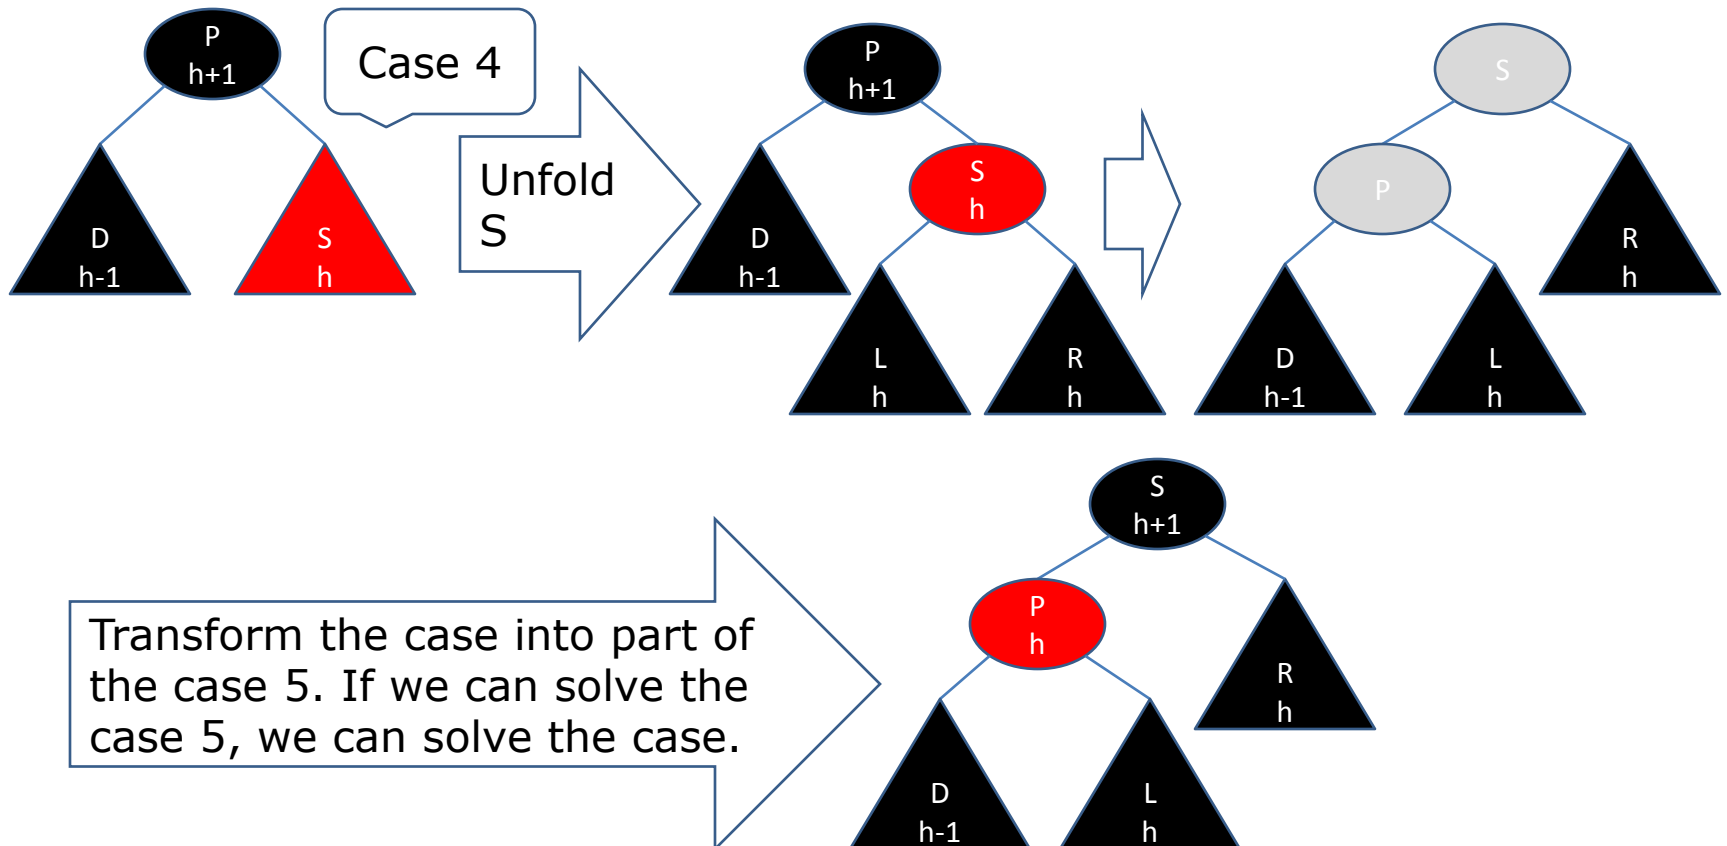 P
h+1
Case 4
D
h-1
S
h
Unfold
S
P
h+1
S
h
D
h-1
L
h
R
h
S
P
R
h
D
h-1
L
h
Transform the case into part of
the case 5. If we can solve the
case 5, we can solve the case.
S
h+1
P
h
R
h
D
h-1
L
h